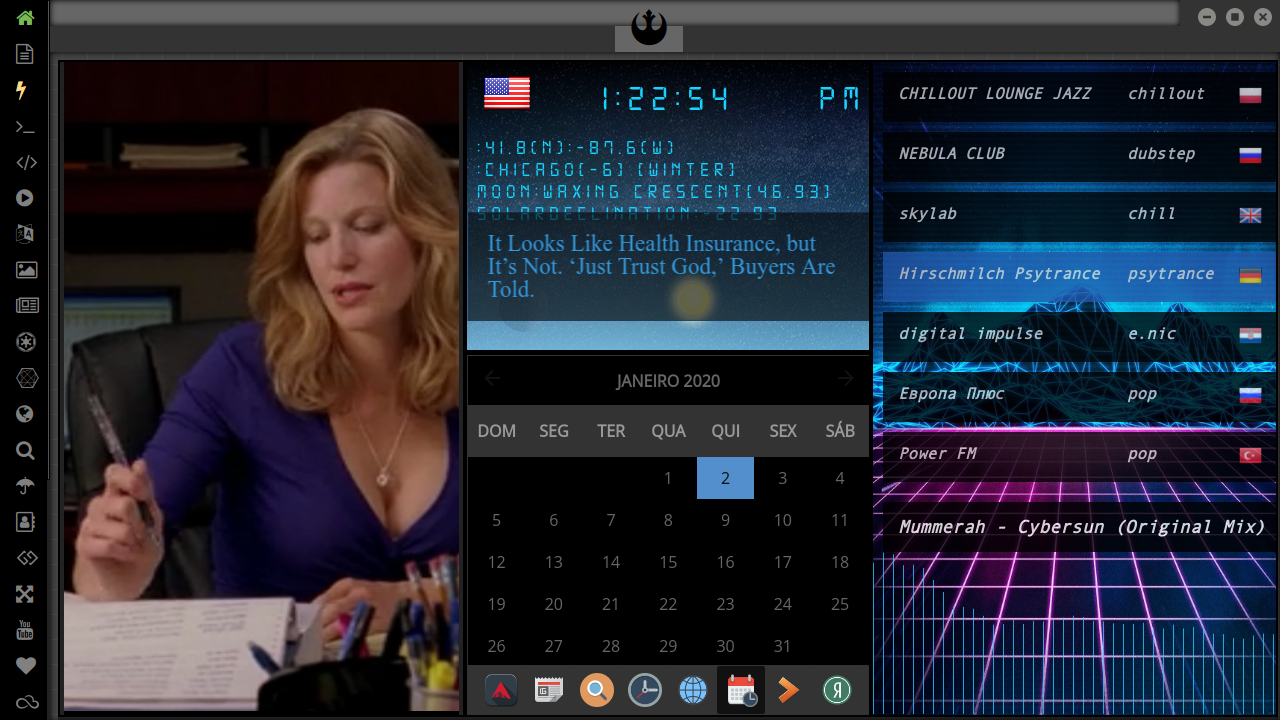 1:22:54 PM
:41.8(N):-87.6(W)
:CHICAGO(-6) (WINTER)
MOON:WAXING CRESCENT(46.93)
SOLARDECLINATION:-22.93
It Looks Like Health Insurance, but
It’s Not. ‘Just Trust God,’ Buyers Are
Told.
JANEIRO 2020
DOM SEG TER QUA QUI SEX SÁB
1 2 3 4
5 6 7 8 9 10 11
12 13 14 15 16 17 18
19 20 21 22 23 24 25
26 27 28 29 30 31
CHILLOUT LOUNGE JAZZ chillout
NEBULA CLUB dubstep
skylab chill
Hirschmilch Psytrance psytrance
digital impulse e.nic
Европа Плюс pop
Power FM pop
Mummerah - Cybersun (Original Mix)
You
Tube
Я